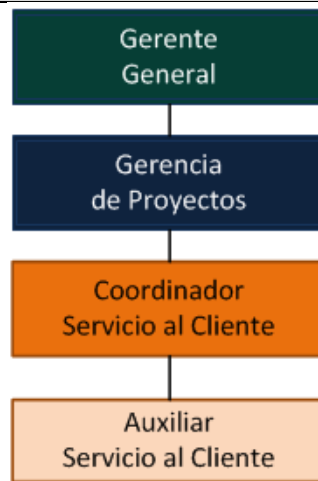 Gerente
General
Gerencia
de Proyectos
Coordinador
Servicio al Cliente
Auxiliar
Servicio al Cliente